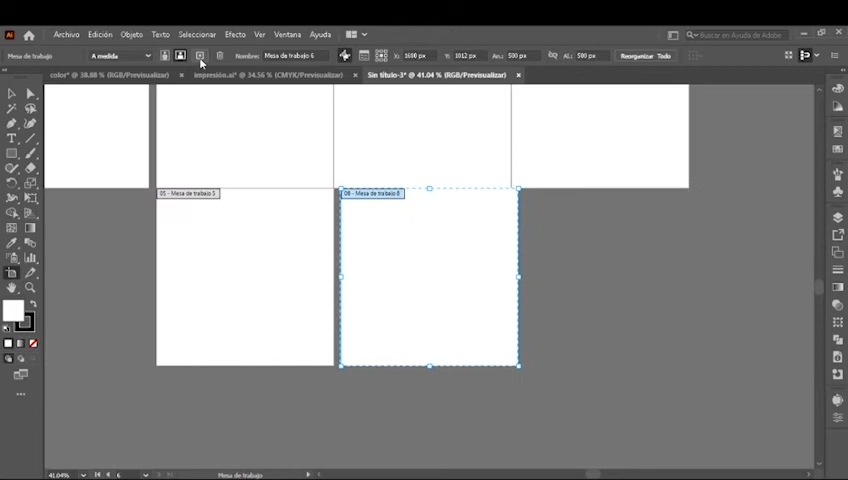 Ai Archivo Edición Objeto Texto Seleccionar Efecto Ver Ventana Ayuda Buscar en Ayuda de Adobe
Mesa de trabajo A medida Nombre: Mesa de trabajo 6 X: 1600 px Y: 1012 px An.: 500 px Al.: 500 px Reorganizar Todo
color* @ 38.88 % (RGB/Previsualizar) × impresión.ai* @ 34.56 % (CMYK/Previsualizar) × Sin título-3* @ 41.04 % (RGB/Previsualizar) ×
05 - Mesa de trabajo 5 06 - Mesa de trabajo 6
41.04% 6 Mesa de trabajo